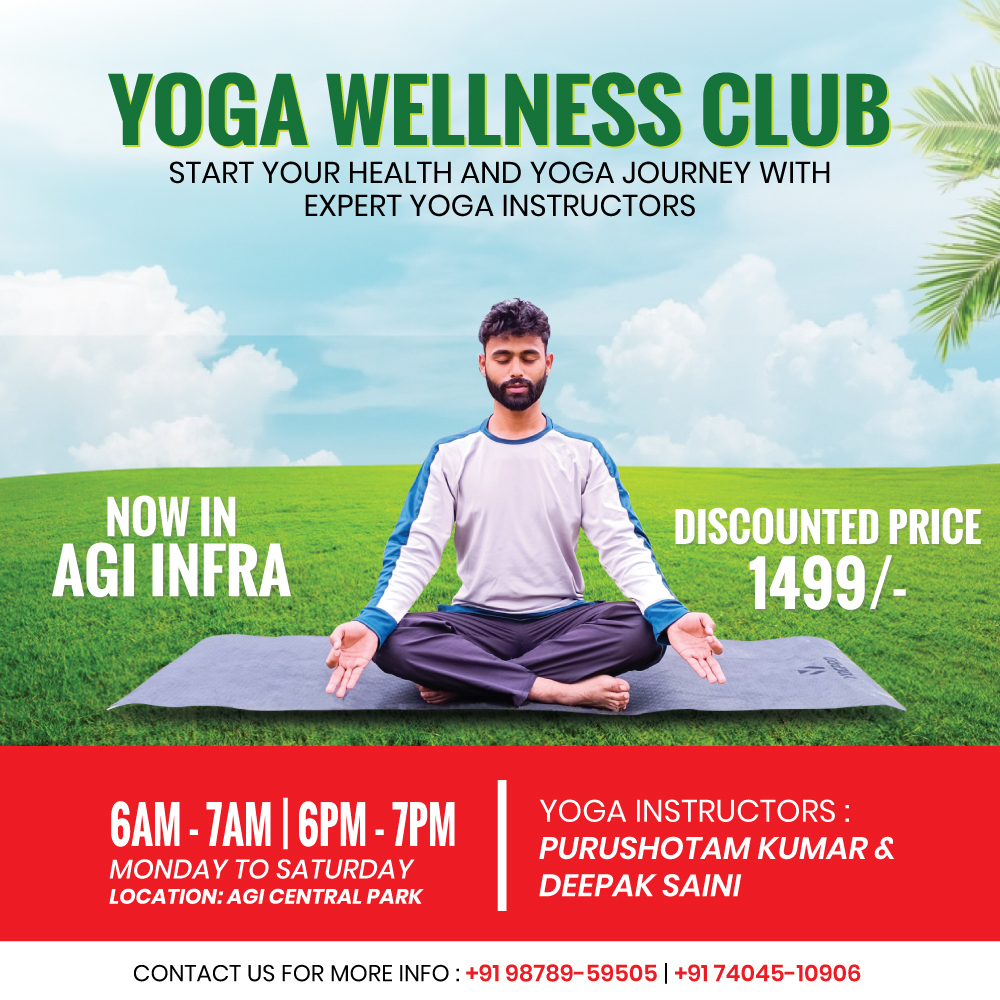 YOGA WELLNESS CLUB
START YOUR HEALTH AND YOGA JOURNEY WITH
EXPERT YOGA INSTRUCTORS
NOW IN
AGI INFRA
DISCOUNTED PRICE
1499/-
6AM - 7AM | 6PM - 7PM
MONDAY TO SATURDAY
LOCATION: AGI CENTRAL PARK
YOGA INSTRUCTORS :
PURUSHOTAM KUMAR &
DEEPAK SAINI
CONTACT US FOR MORE INFO : +91 98789-59505 | +91 74045-10906